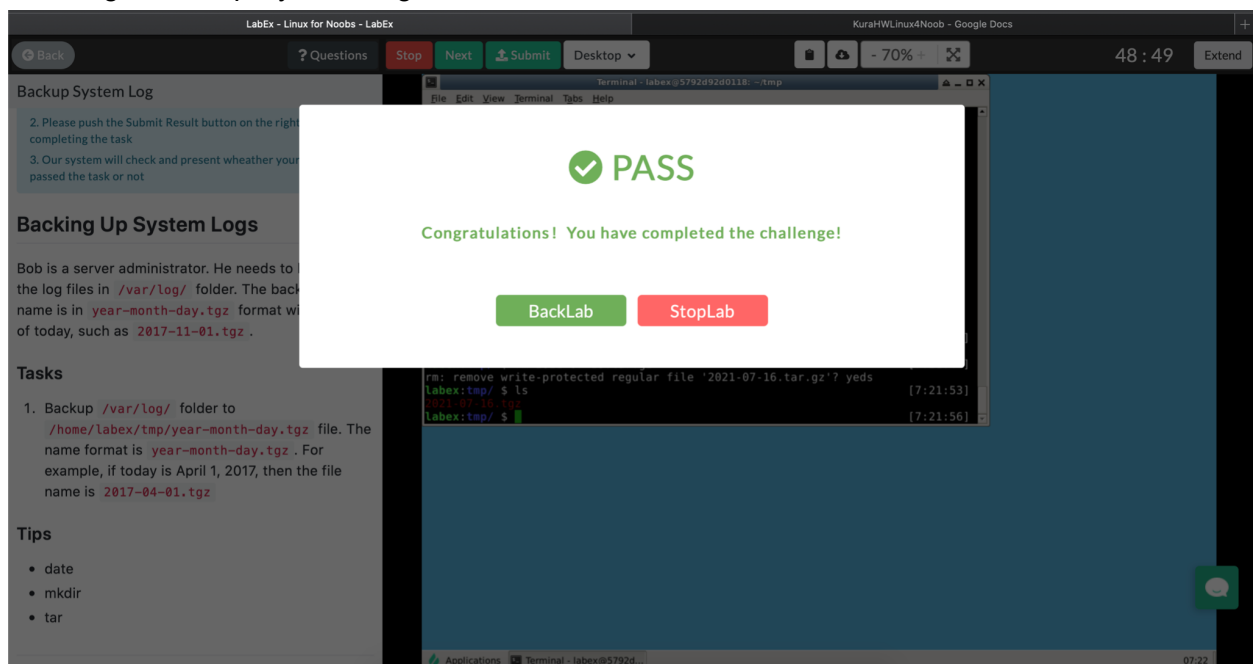 LabEx - Linux for Noobs - LabEx
KuraHWLinux4Noob - Google Docs
+
Back
? Questions
Stop
Next
Submit
Desktop
- 70% +
48 : 49
Extend
Backup System Log
2. Please push the Submit Result button on the right
completing the task
3. Our system will check and present wheather your
passed the task or not
Backing Up System Logs
Bob is a server administrator. He needs to
the log files in /var/log/ folder. The back
name is in year-month-day.tgz format wi
of today, such as 2017-11-01.tgz .
Tasks
1. Backup /var/log/ folder to
/home/labex/tmp/year-month-day.tgz file. The
name format is year-month-day.tgz . For
example, if today is April 1, 2017, then the file
name is 2017-04-01.tgz
Tips
• date
• mkdir
• tar
Terminal - labex@5792d92d0118: ~/tmp
File Edit View Terminal Tabs Help
PASS
Congratulations! You have completed the challenge!
BackLab
StopLab
rm: remove write-protected regular file '2021-07-16.tar.gz'? yeds
labex:tmp/ $ ls [7:21:53]
2021-07-16.tgz
labex:tmp/ $ [7:21:56]
Applications
Terminal - labex@5792d...
07:22